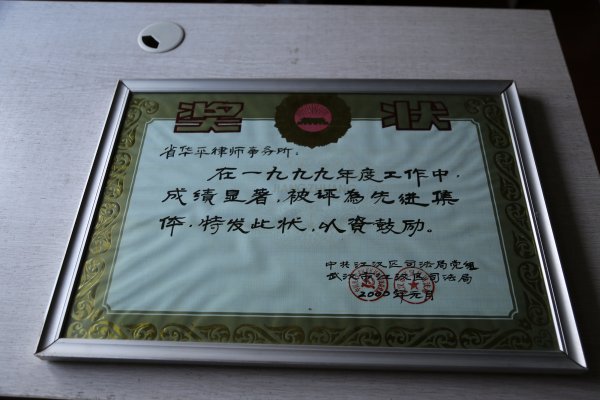 奖状
省华平律师事务所：
在一九九九年度工作中，
成绩显著，被评为先进集
体，特发此状，以资鼓励。
中共江汉区司法局党组
武汉市江汉区司法局
2000年元月